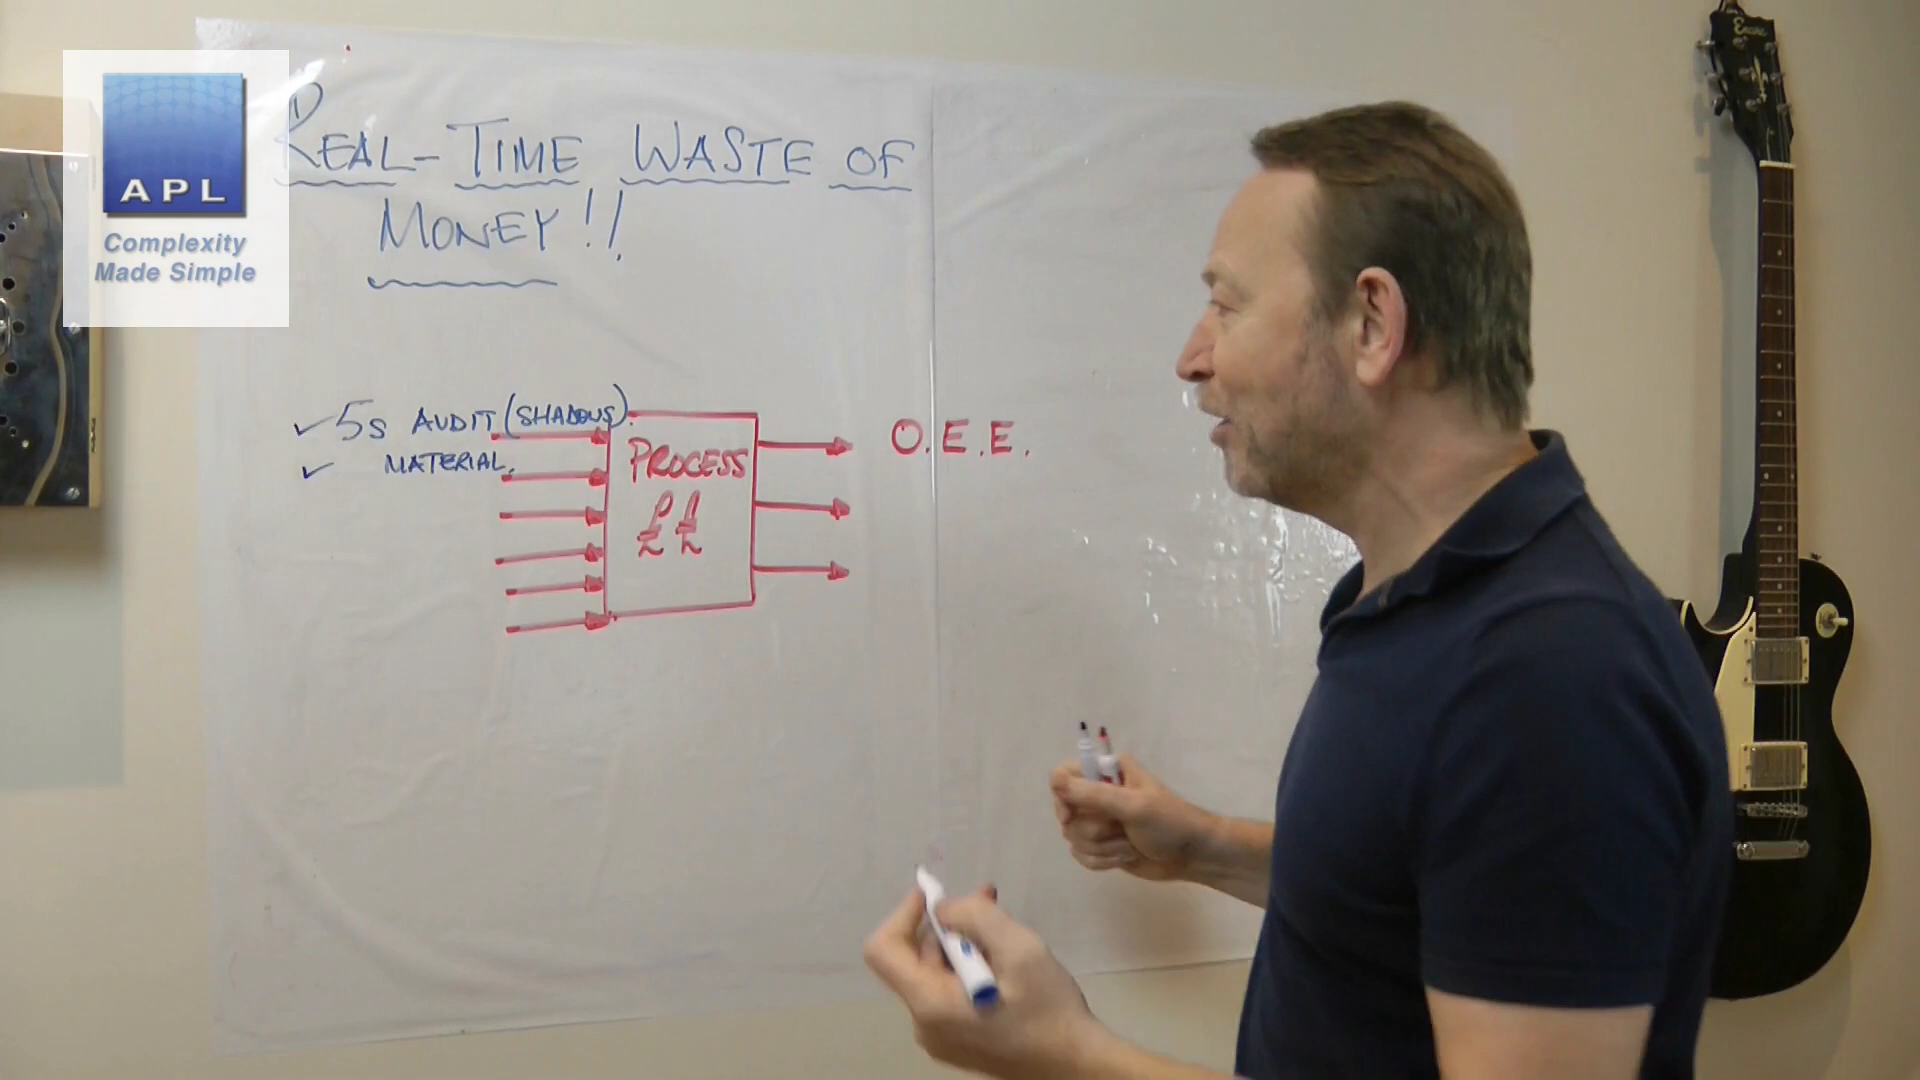 APL
Complexity
Made Simple
REAL-TIME WASTE OF
MONEY!!
✓ 5S AUDIT (SHADOWS).
✓ MATERIAL.
PROCESS
££
O.E.E.